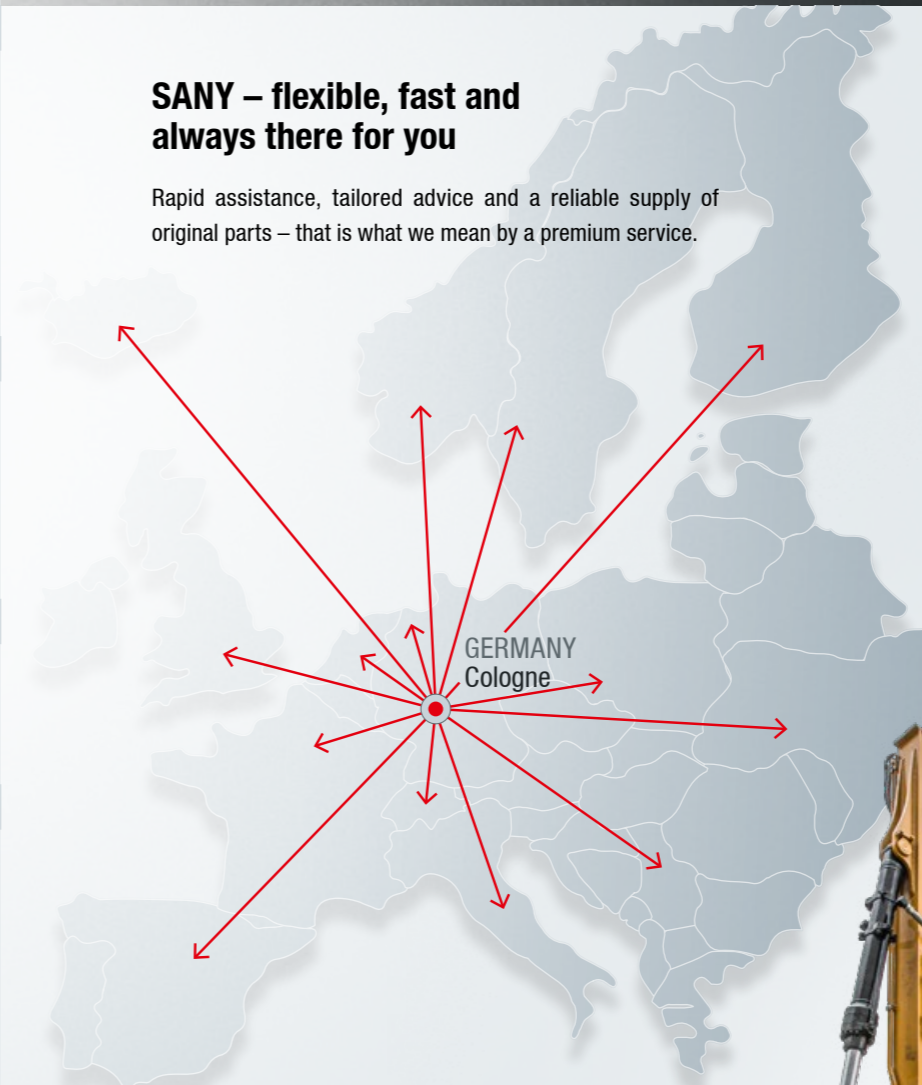 SANY – flexible, fast and
always there for you
Rapid assistance, tailored advice and a reliable supply of
original parts – that is what we mean by a premium service.
GERMANY
Cologne